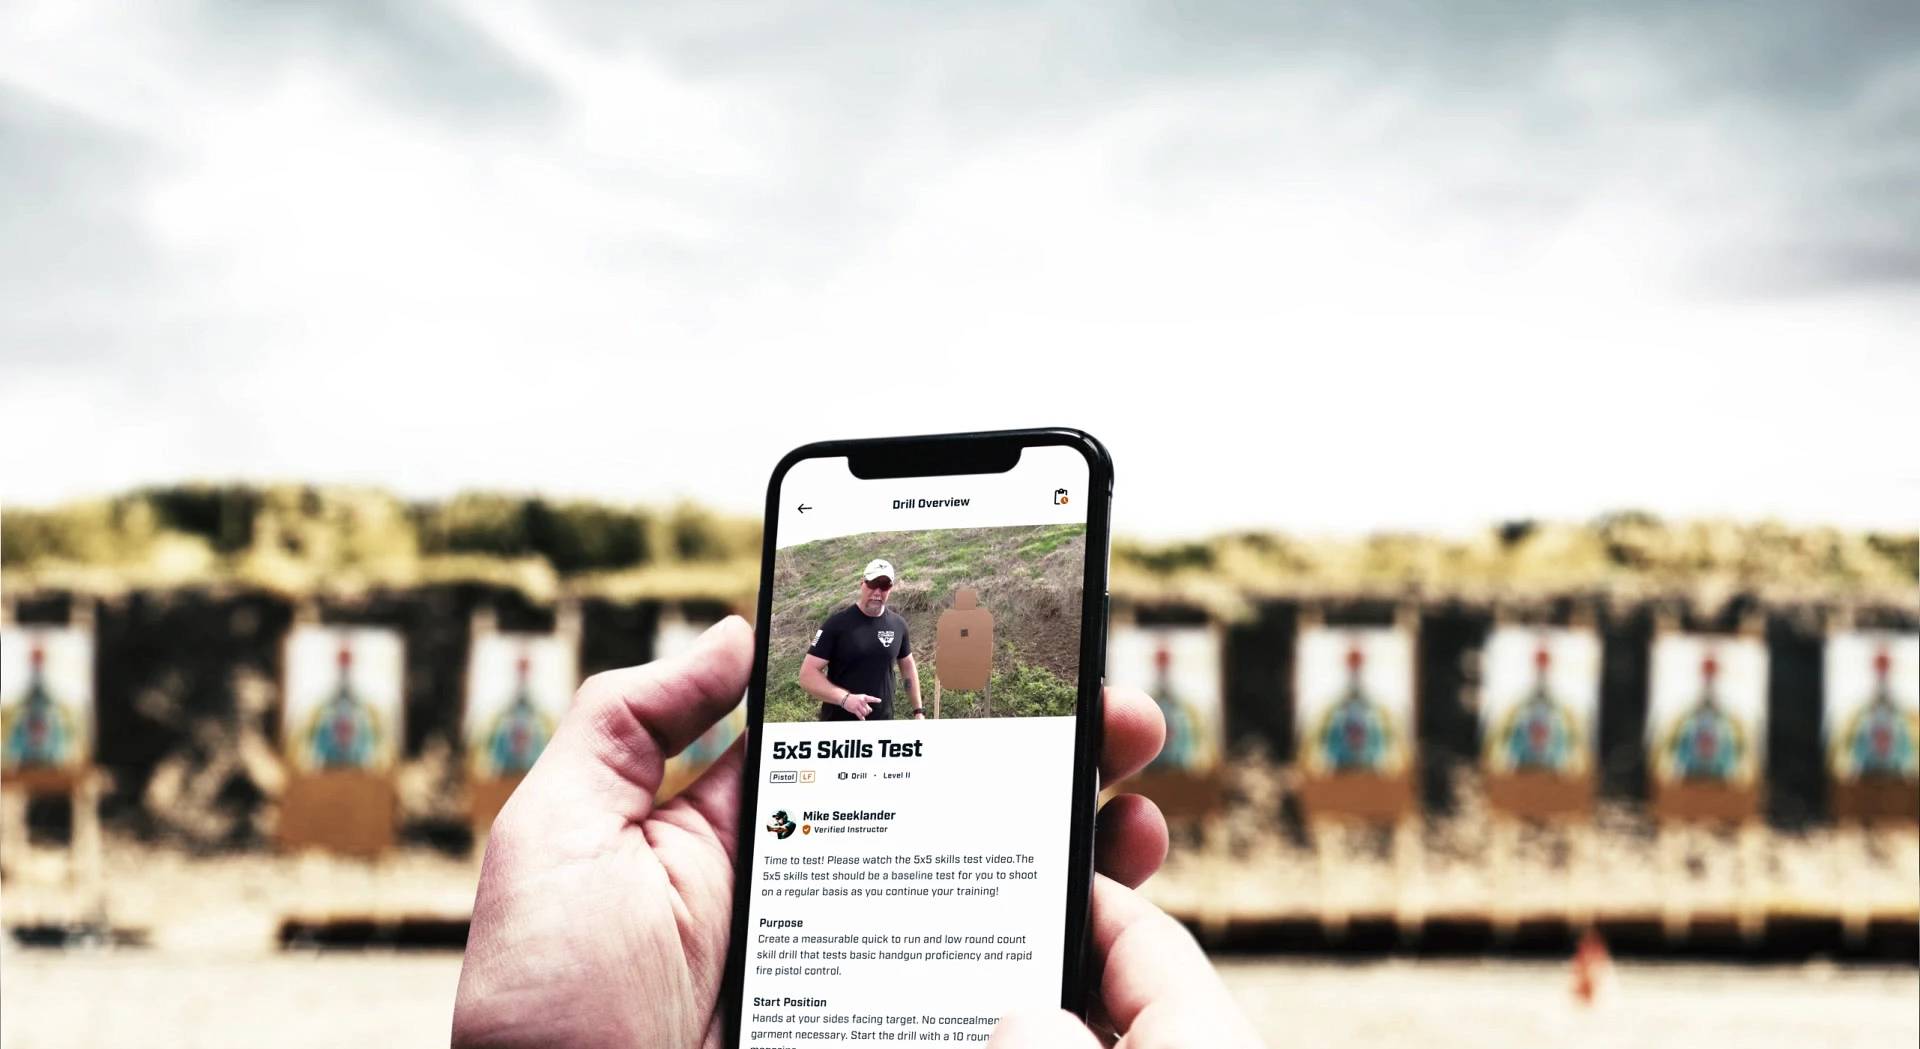 Drill Overview
5x5 Skills Test
Pistol LF Drill · Level II
Mike Seeklander
Verified Instructor
Time to test! Please watch the 5x5 skills test video.The
5x5 skills test should be a baseline test for you to shoot
on a regular basis as you continue your training!
Purpose
Create a measurable quick to run and low round count
skill drill that tests basic handgun proficiency and rapid
fire pistol control.
Start Position
Hands at your sides facing target. No concealmen
garment necessary. Start the drill with a 10 roun